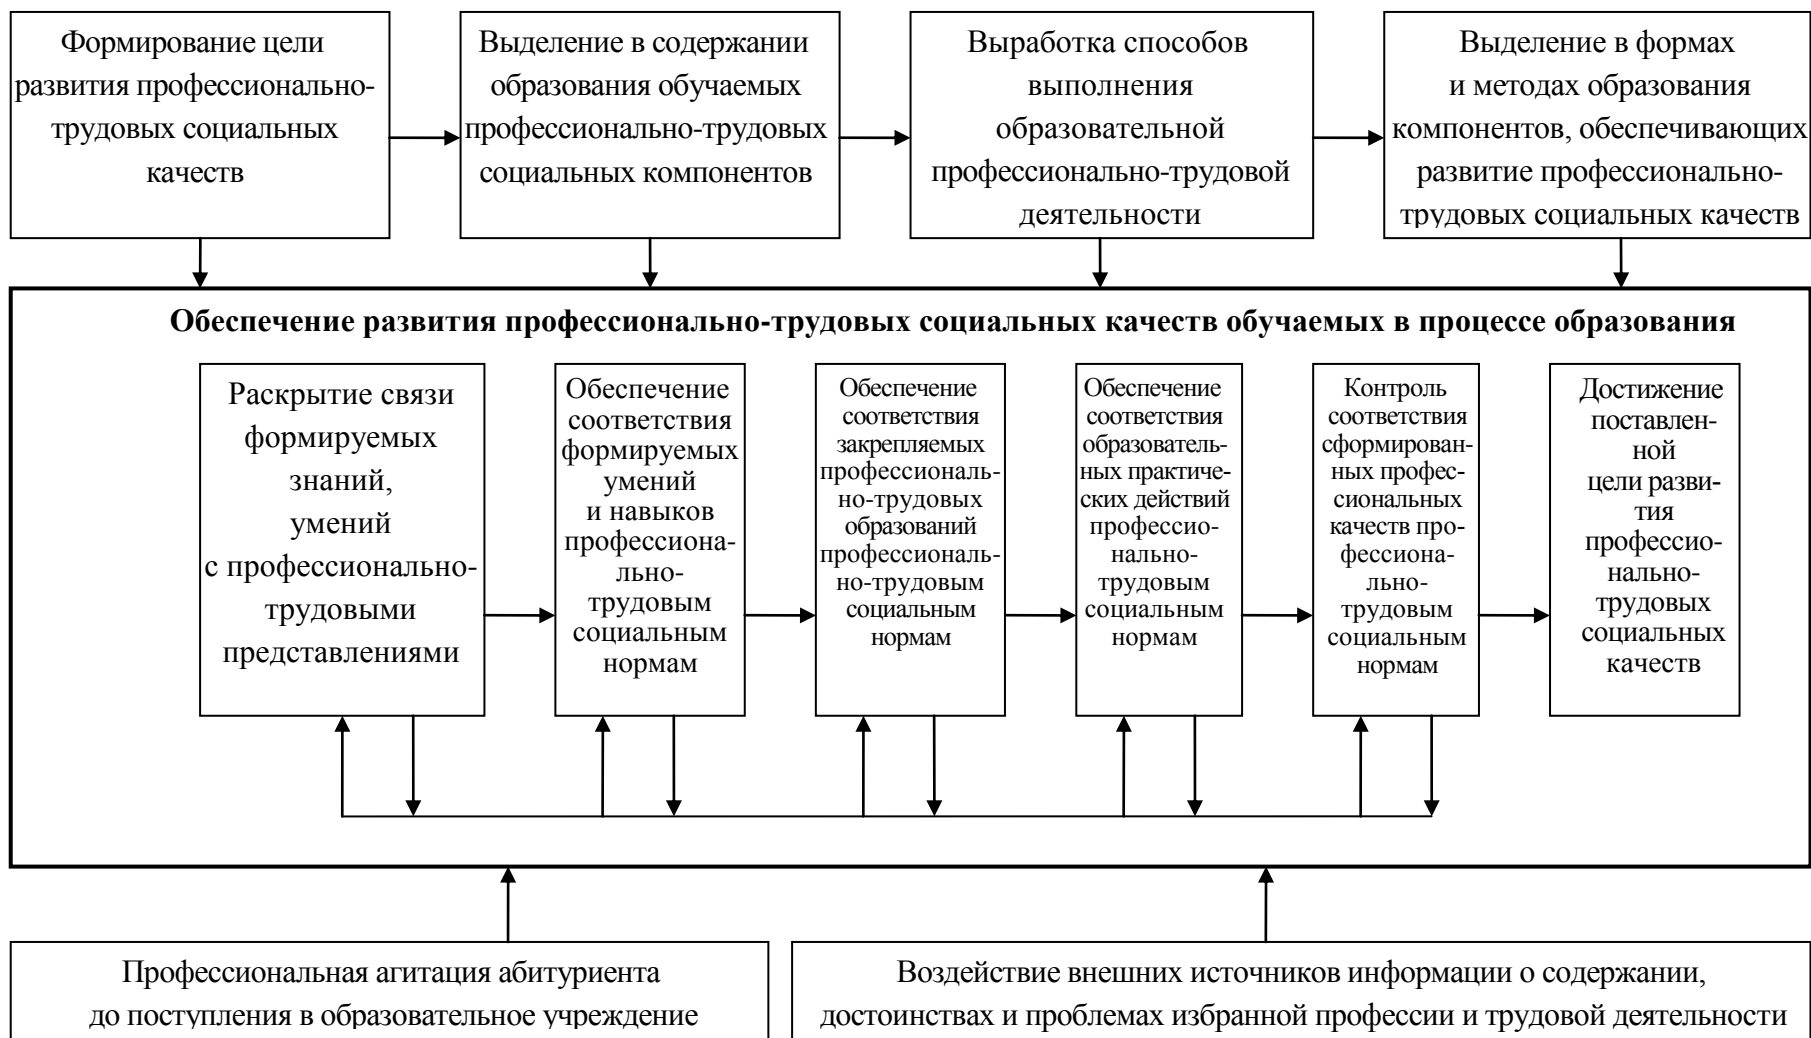 Формирование цели
развития профессионально-
трудовых социальных
качеств
Выделение в содержании
образования обучаемых
профессионально-трудовых
социальных компонентов
Выработка способов
выполнения
образовательной
профессионально-трудовой
деятельности
Выделение в формах
и методах образования
компонентов, обеспечивающих
развитие профессионально-
трудовых социальных качеств
Обеспечение развития профессионально-трудовых социальных качеств обучаемых в процессе образования
Раскрытие связи
формируемых
знаний,
умений
с профессионально-
трудовыми
представлениями
Обеспечение
соответствия
формируемых
умений
и навыков
профессиона-
льно-
трудовым
социальным
нормам
Обеспечение
соответствия
закрепляемых
профессиональ-
но-трудовых
образований
профессиональ-
но-трудовым
социальным
нормам
Обеспечение
соответствия
образователь-
ных практиче-
ских действий
профессио-
нально-
трудовым
социальным
нормам
Контроль
соответствия
сформирован-
ных профес-
сиональных
качеств про-
фессиона-
льно-
трудовым
социальным
нормам
Достижение
поставлен-
ной
цели разви-
тия
профессио-
нально-
трудовых
социальных
качеств
Профессиональная агитация абитуриента
до поступления в образовательное учреждение
Воздействие внешних источников информации о содержании,
достоинствах и проблемах избранной профессии и трудовой деятельности